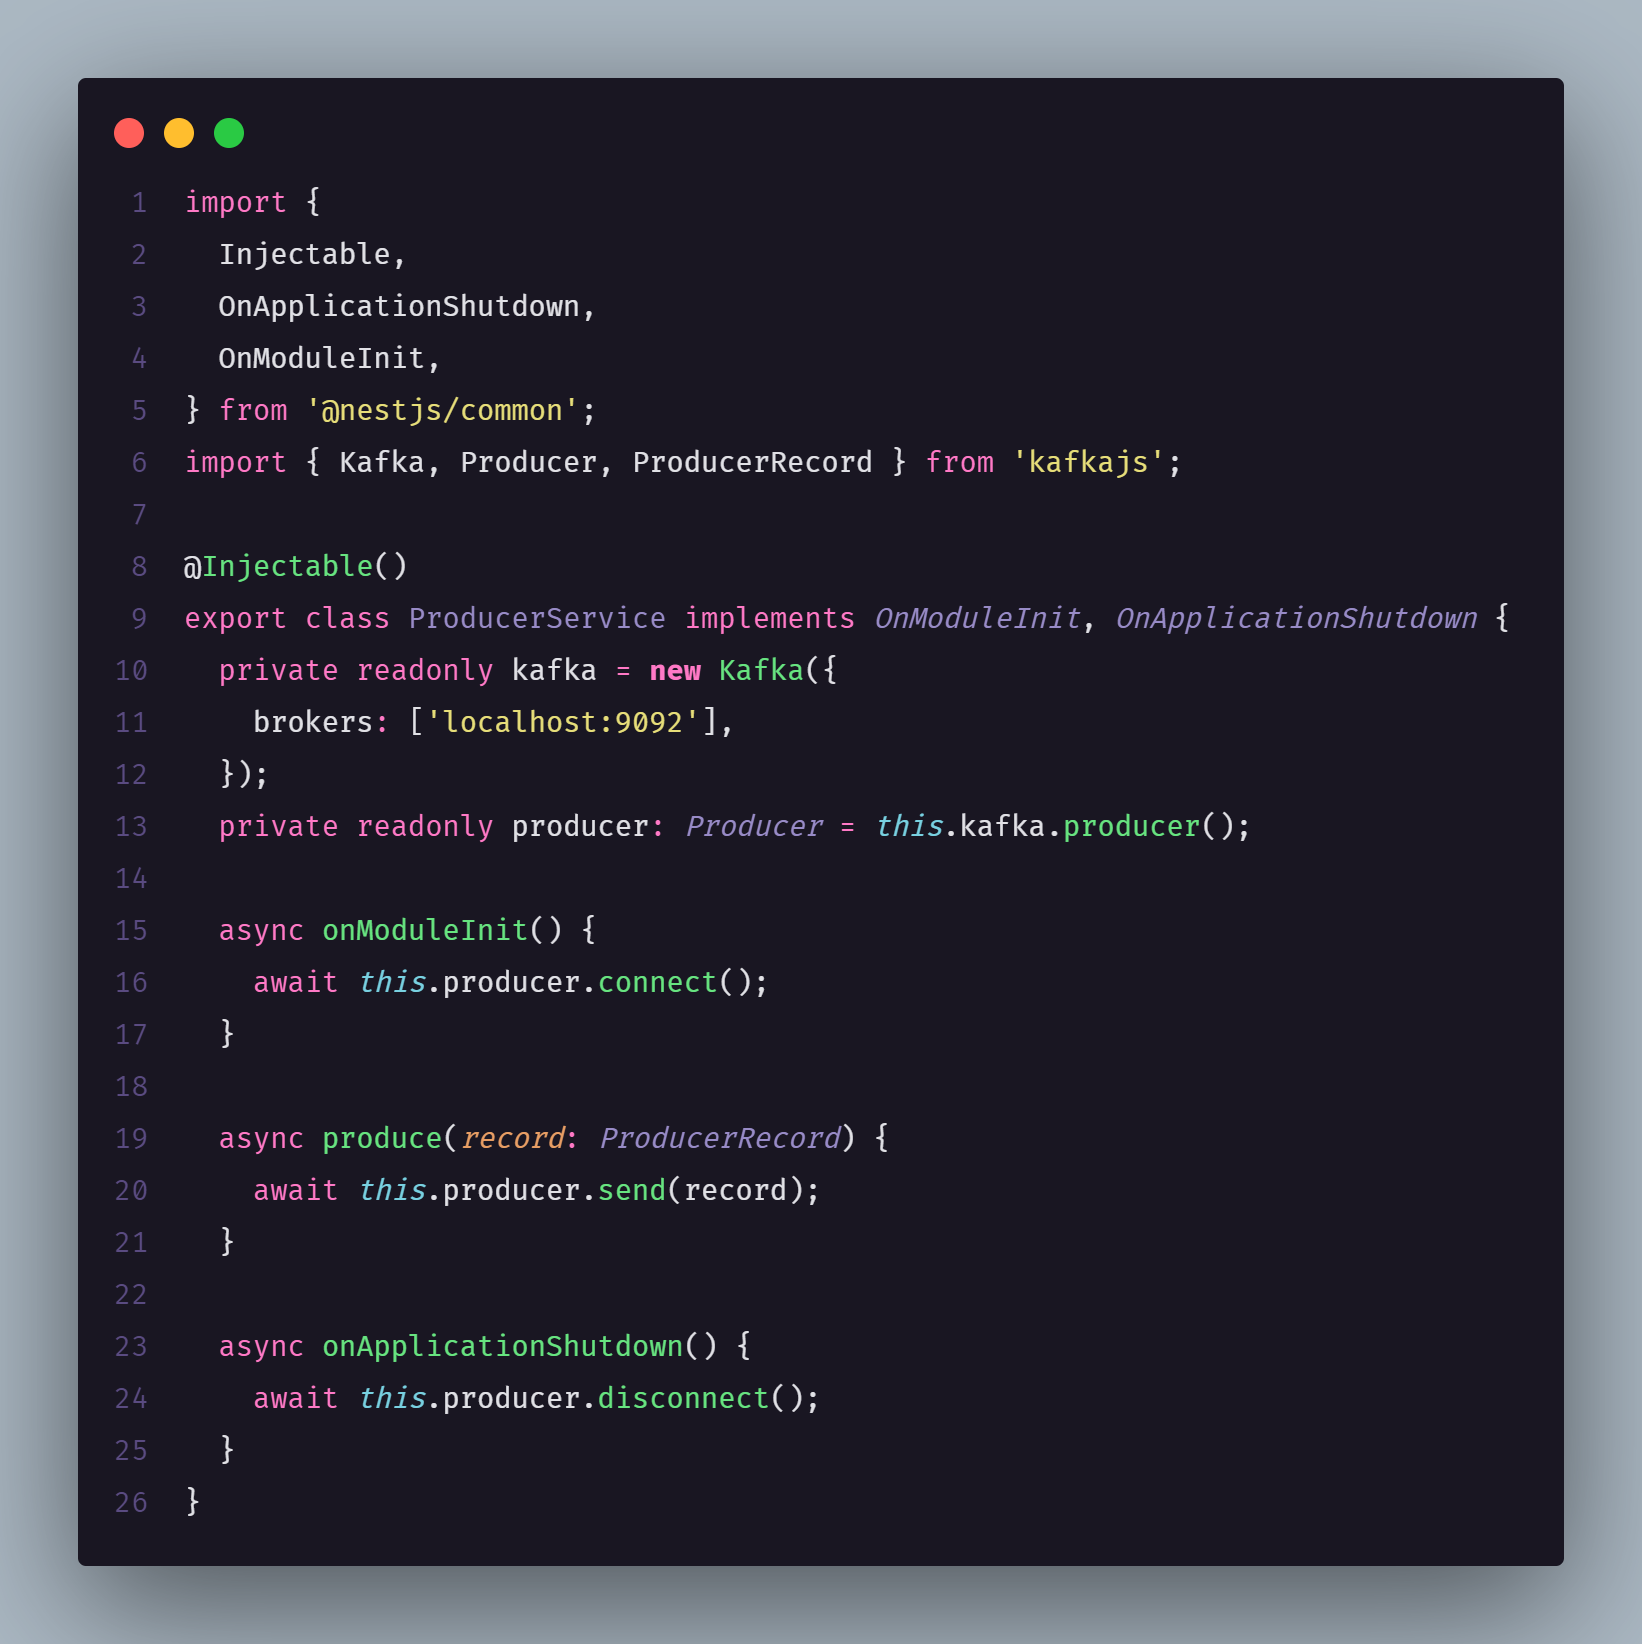 1 import {
2   Injectable,
3   OnApplicationShutdown,
4   OnModuleInit,
5 } from '@nestjs/common';
6 import { Kafka, Producer, ProducerRecord } from 'kafkajs';
7
8 @Injectable()
9 export class ProducerService implements OnModuleInit, OnApplicationShutdown {
10   private readonly kafka = new Kafka({
11     brokers: ['localhost:9092'],
12   });
13   private readonly producer: Producer = this.kafka.producer();
14
15   async onModuleInit() {
16     await this.producer.connect();
17   }
18
19   async produce(record: ProducerRecord) {
20     await this.producer.send(record);
21   }
22
23   async onApplicationShutdown() {
24     await this.producer.disconnect();
25   }
26 }